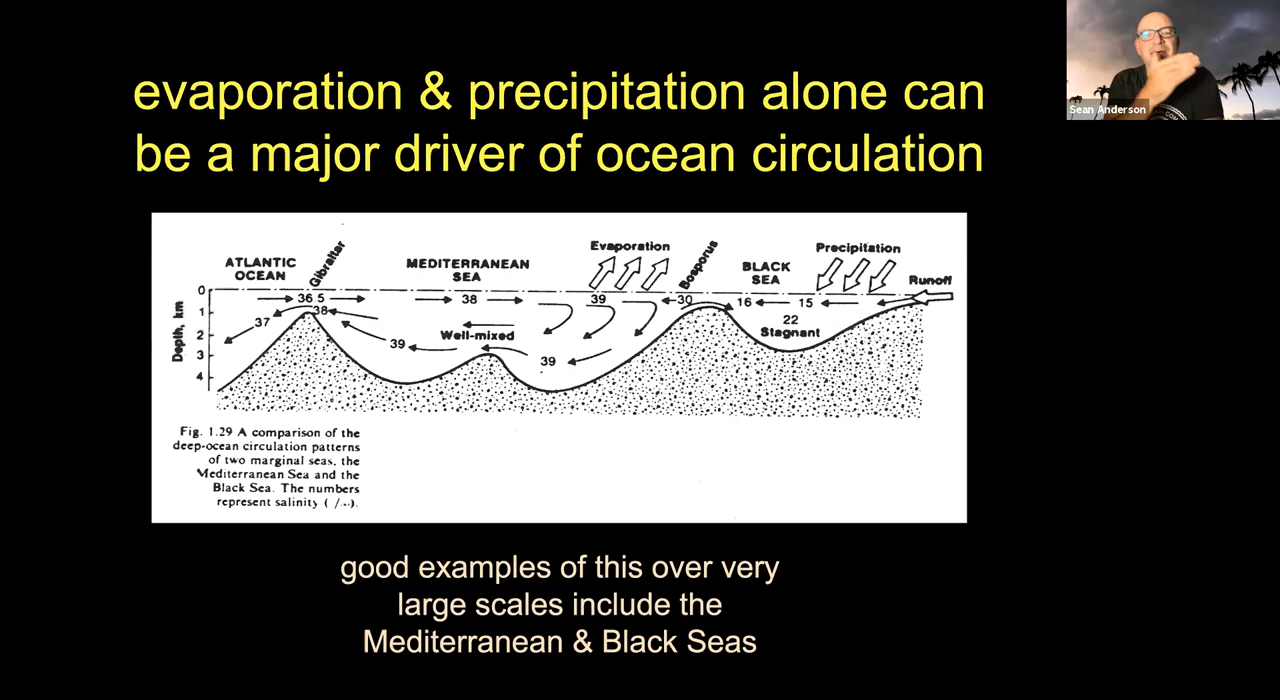 evaporation & precipitation alone can
be a major driver of ocean circulation
Sean Anderson
ATLANTIC
OCEAN
Gibraltar
MEDITERRANEAN
SEA
Evaporation
Bosporus
BLACK
SEA
Precipitation
Runoff
Depth, km
0
1
2
3
4
36 5
38
37
38
39
Well-mixed
39
39
30
16
15
22
Stagnant
Fig. 1.29 A comparison of the
deep-ocean circulation patterns
of two marginal seas, the
Mediterranean Sea and the
Black Sea. The numbers
represent salinity
good examples of this over very
large scales include the
Mediterranean & Black Seas